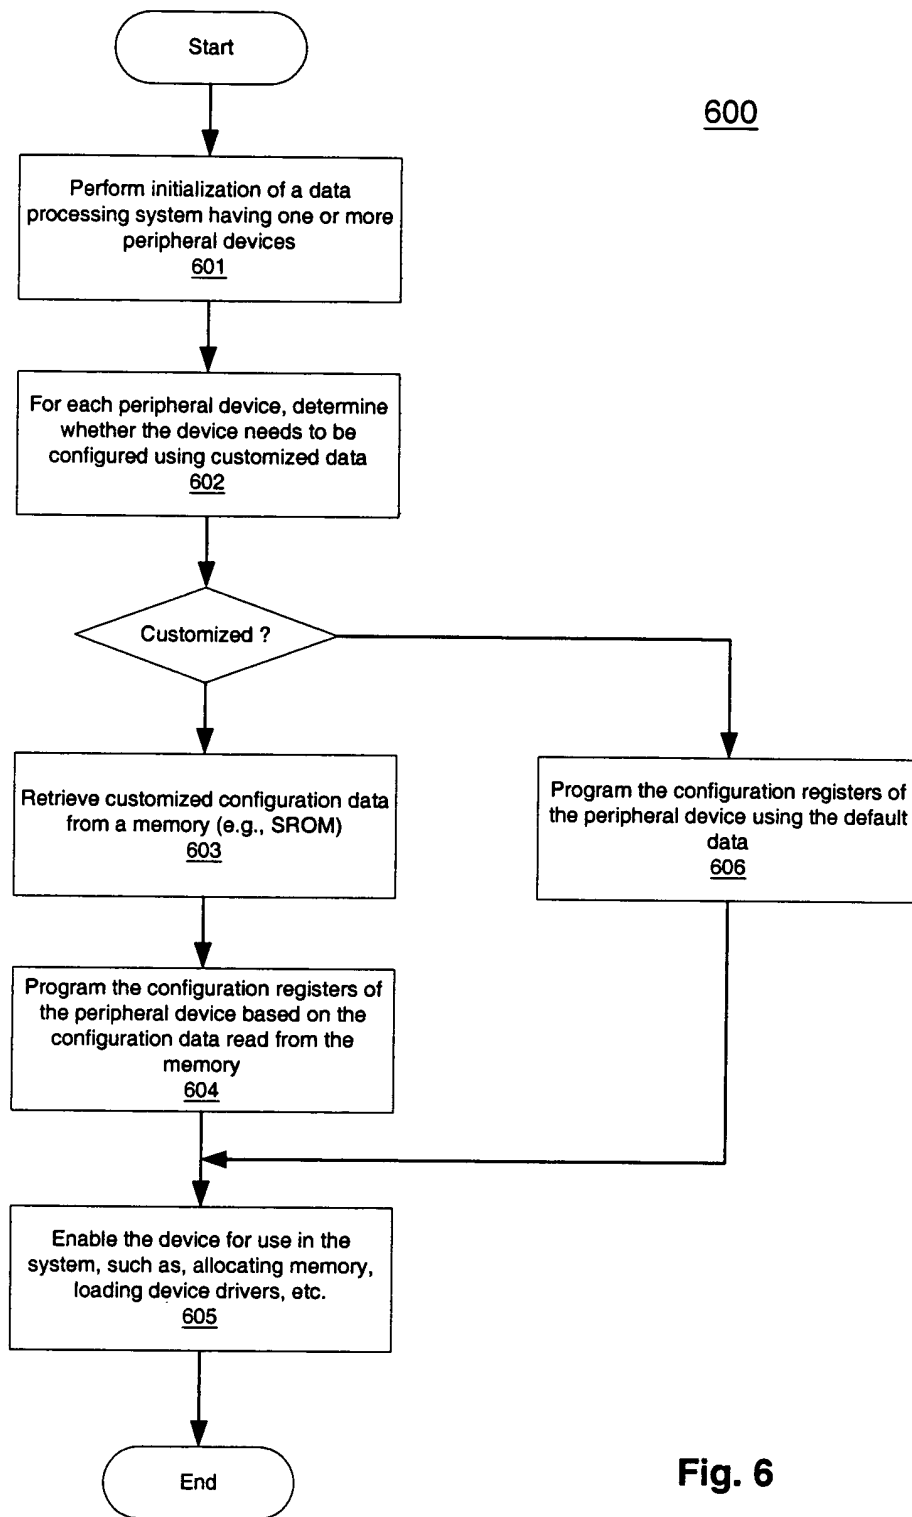 Start
600
Perform initialization of a data
processing system having one or more
peripheral devices
601
For each peripheral device, determine
whether the device needs to be
configured using customized data
602
Customized ?
Retrieve customized configuration data
from a memory (e.g., SROM)
603
Program the configuration registers of
the peripheral device using the default
data
606
Program the configuration registers of
the peripheral device based on the
configuration data read from the
memory
604
Enable the device for use in the
system, such as, allocating memory,
loading device drivers, etc.
605
End
Fig. 6